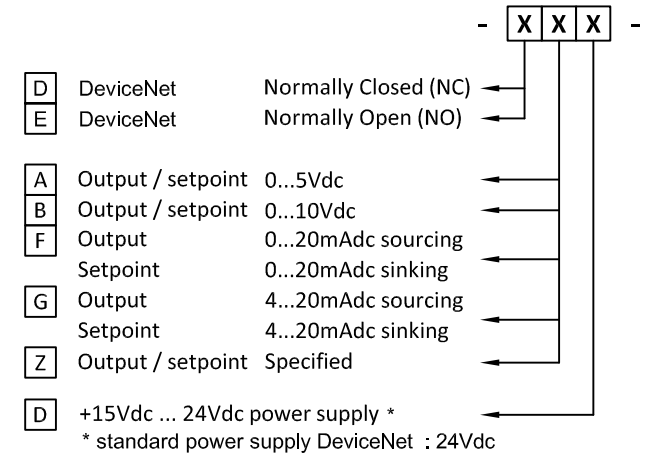 - X X X -
D DeviceNet Normally Closed (NC)
E DeviceNet Normally Open (NO)
A Output / setpoint 0...5Vdc
B Output / setpoint 0...10Vdc
F Output 0...20mAdc sourcing
Setpoint 0...20mAdc sinking
G Output 4...20mAdc sourcing
Setpoint 4...20mAdc sinking
Z Output / setpoint Specified
D +15Vdc ... 24Vdc power supply *
* standard power supply DeviceNet : 24Vdc